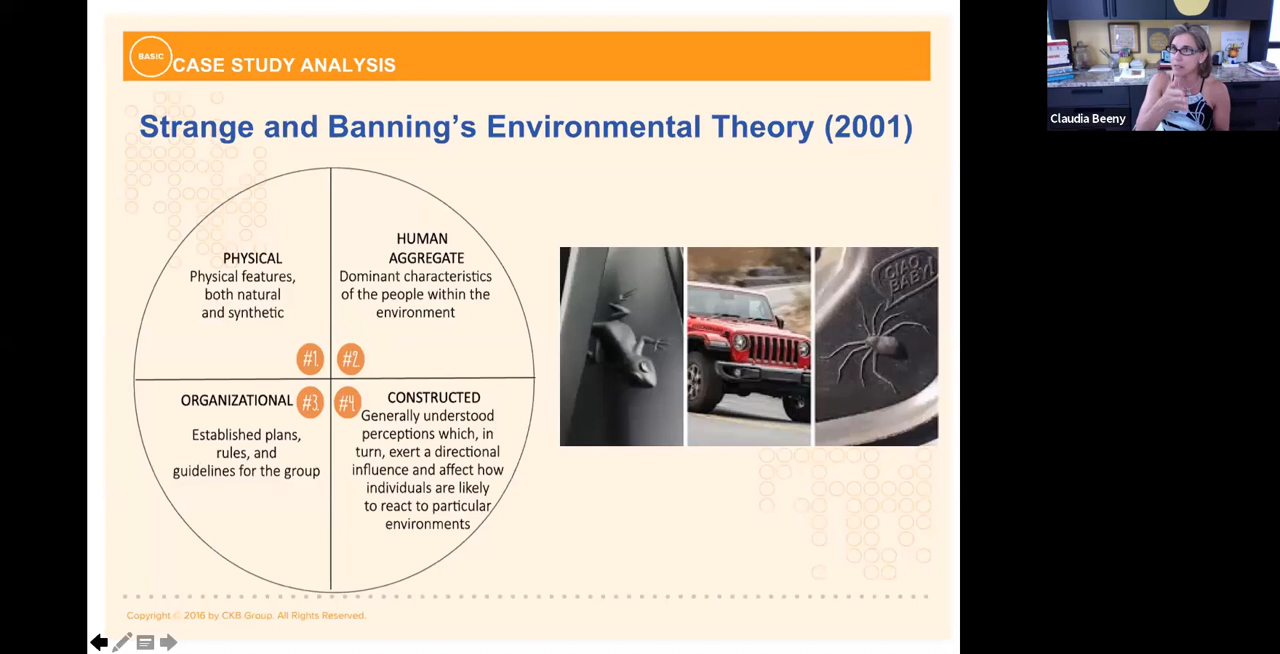 BASIC
CASE STUDY ANALYSIS
Strange and Banning's Environmental Theory (2001)
PHYSICAL
Physical features,
both natural
and synthetic
#1
HUMAN
AGGREGATE
Dominant characteristics
of the people within the
environment
#2
ORGANIZATIONAL
#3
Established plans,
rules, and
guidelines for the group
#4
CONSTRUCTED
Generally understood
perceptions which, in
turn, exert a directional
influence and affect how
individuals are likely
to react to particular
environments
CIAO
BABY!
Copyright © 2016 by CKB Group. All Rights Reserved.
Claudia Beeny